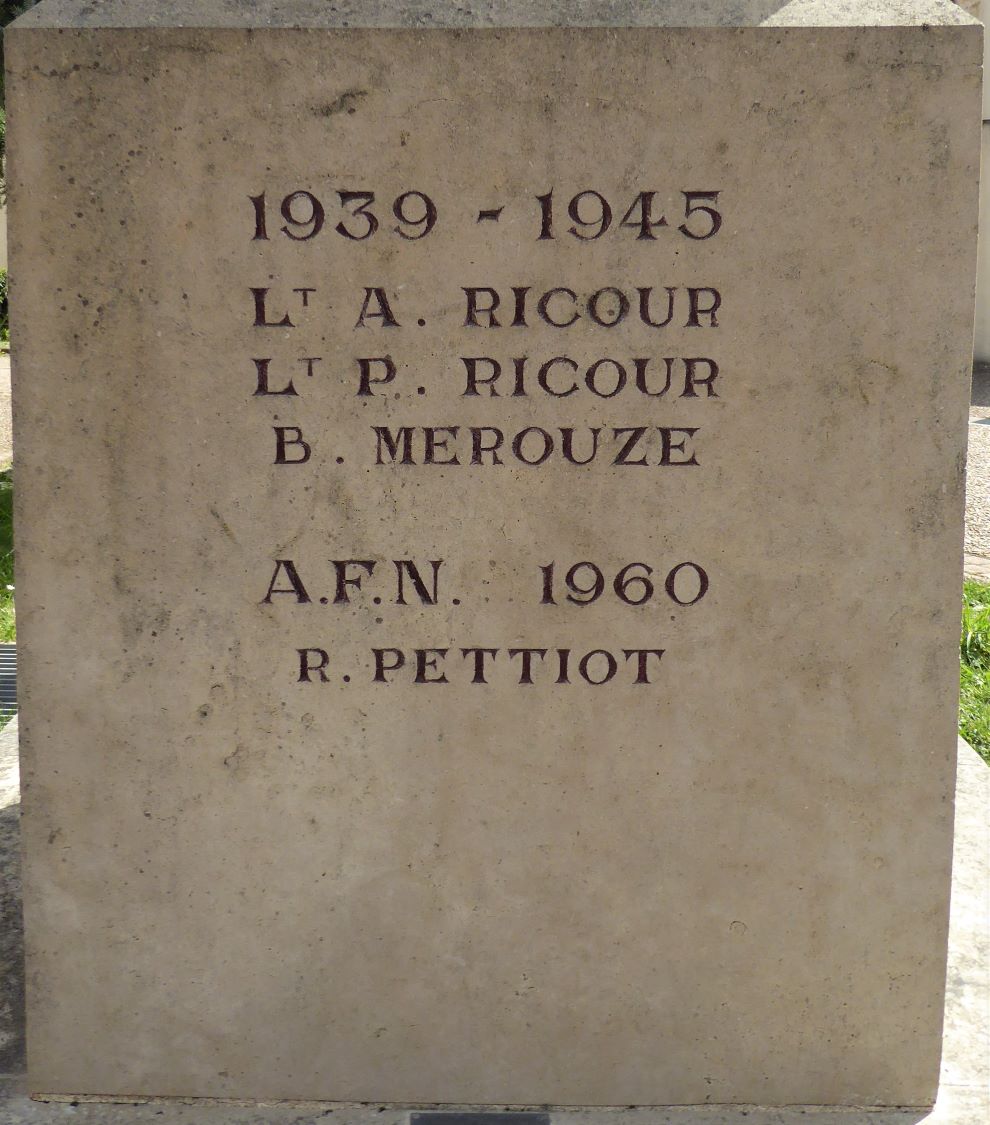 1939 - 1945
LT A. RICOUR
LT P. RICOUR
B. MEROUZE
A.F.N. 1960
R. PETTIOT